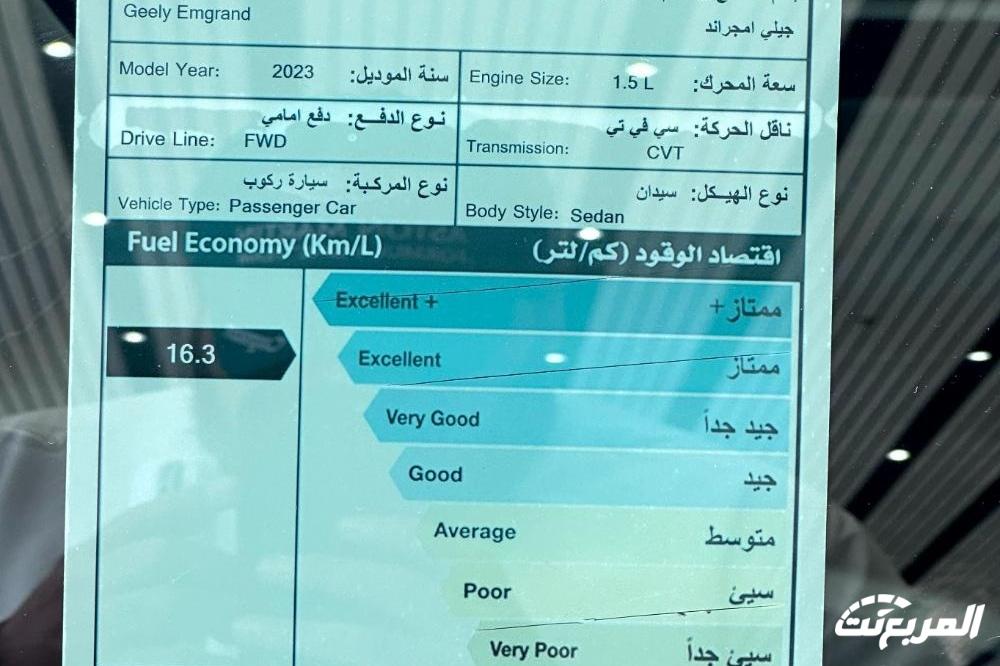 Geely Emgrand
جيلي امجراند
Model Year: 2023 سنة الموديل:
Engine Size: 1.5 L سعة المحرك:
نوع الدفع: دفع امامي
Drive Line: FWD
ناقل الحركة: سي في تي
Transmission: CVT
نوع المركبة: سيارة ركوب
Vehicle Type: Passenger Car
نوع الهيكل: سيدان
Body Style: Sedan
Fuel Economy (Km/L) اقتصاد الوقود (كم/لتر)
Excellent + ممتاز+
16.3
Excellent ممتاز
Very Good جيد جداً
Good جيد
Average متوسط
Poor سيئ
Very Poor سيئ جداً
المربع نت